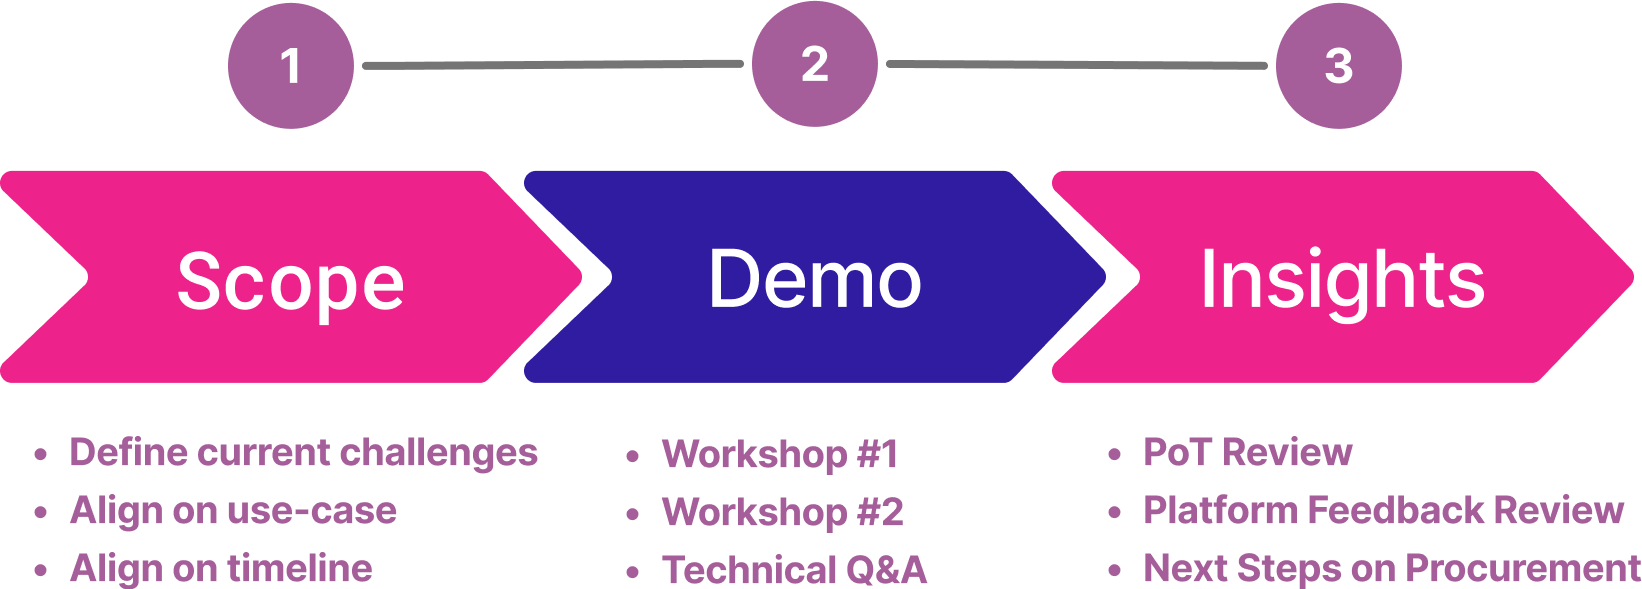 1
2
3
Scope
Demo
Insights
• Define current challenges
• Align on use-case
• Align on timeline
• Workshop #1
• Workshop #2
• Technical Q&A
• PoT Review
• Platform Feedback Review
• Next Steps on Procurement